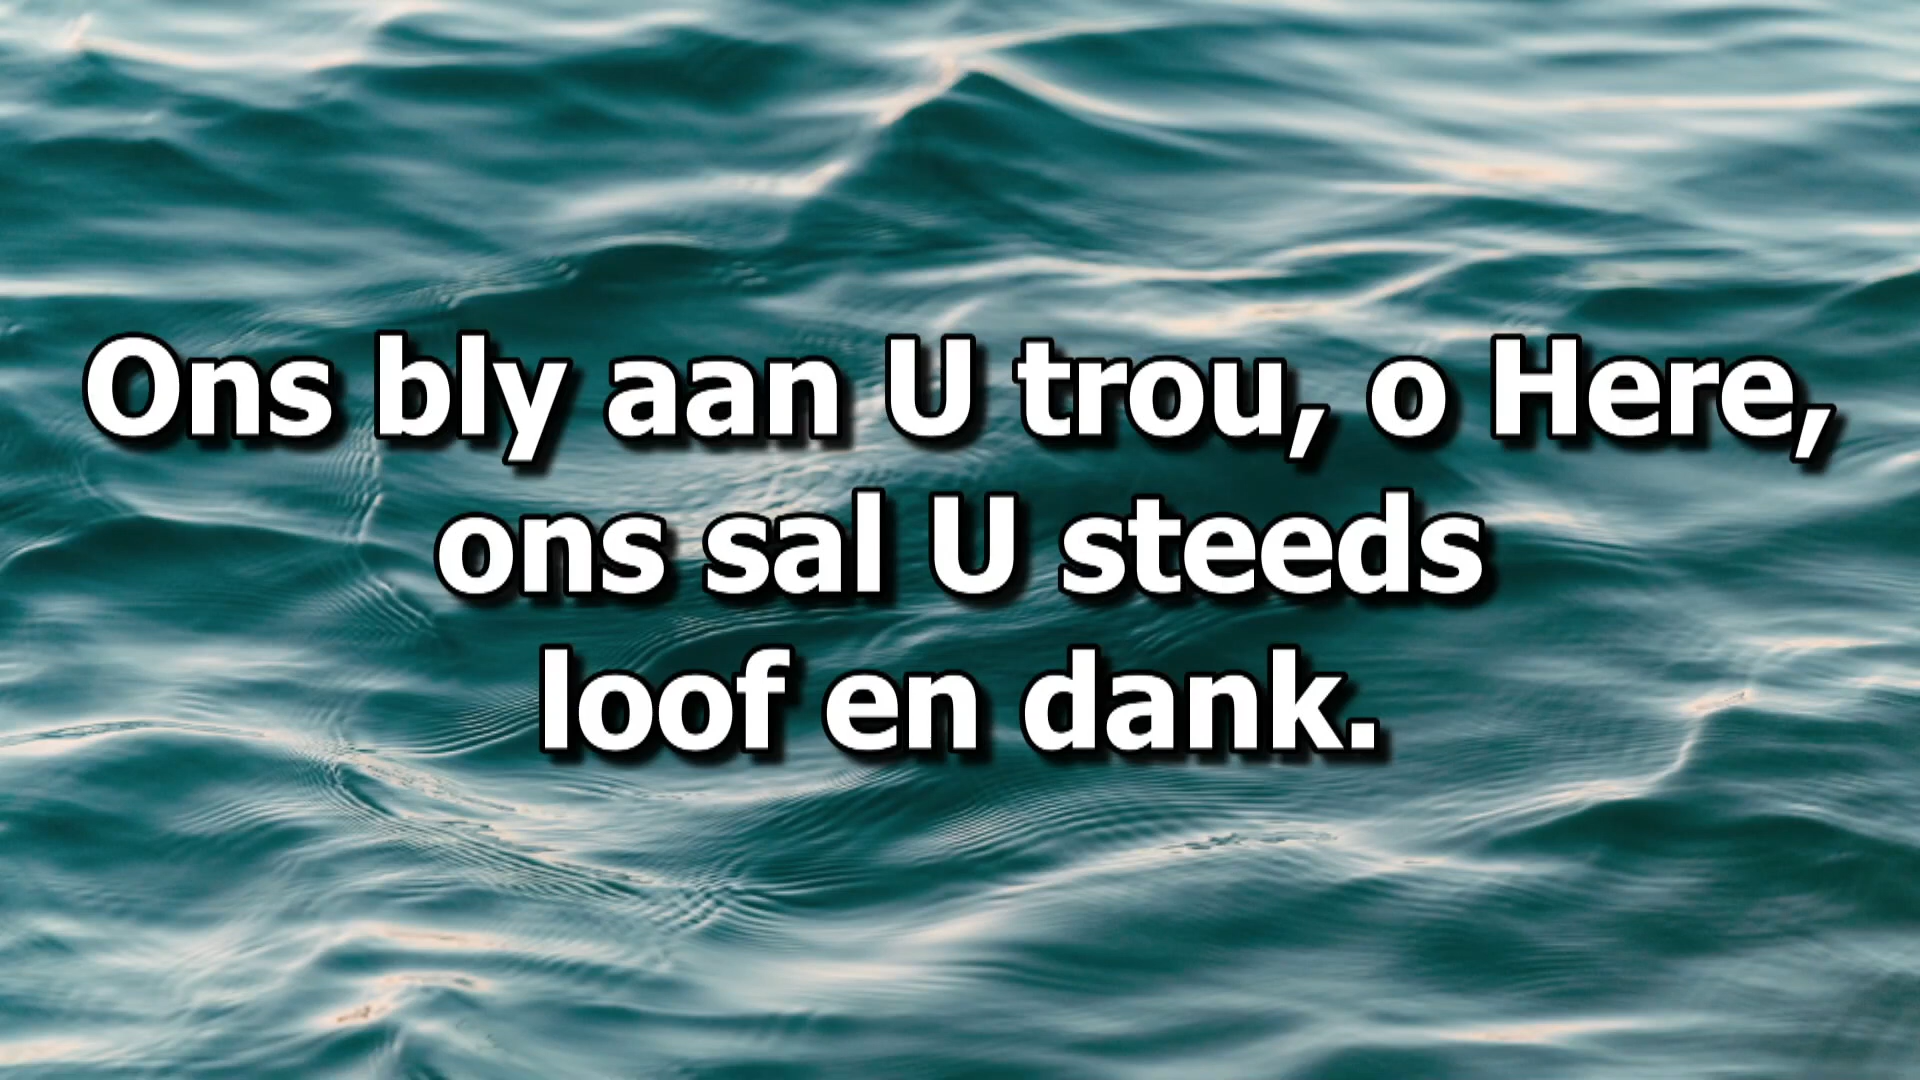 Ons bly aan U trou, o Here,
ons sal U steeds
loof en dank.